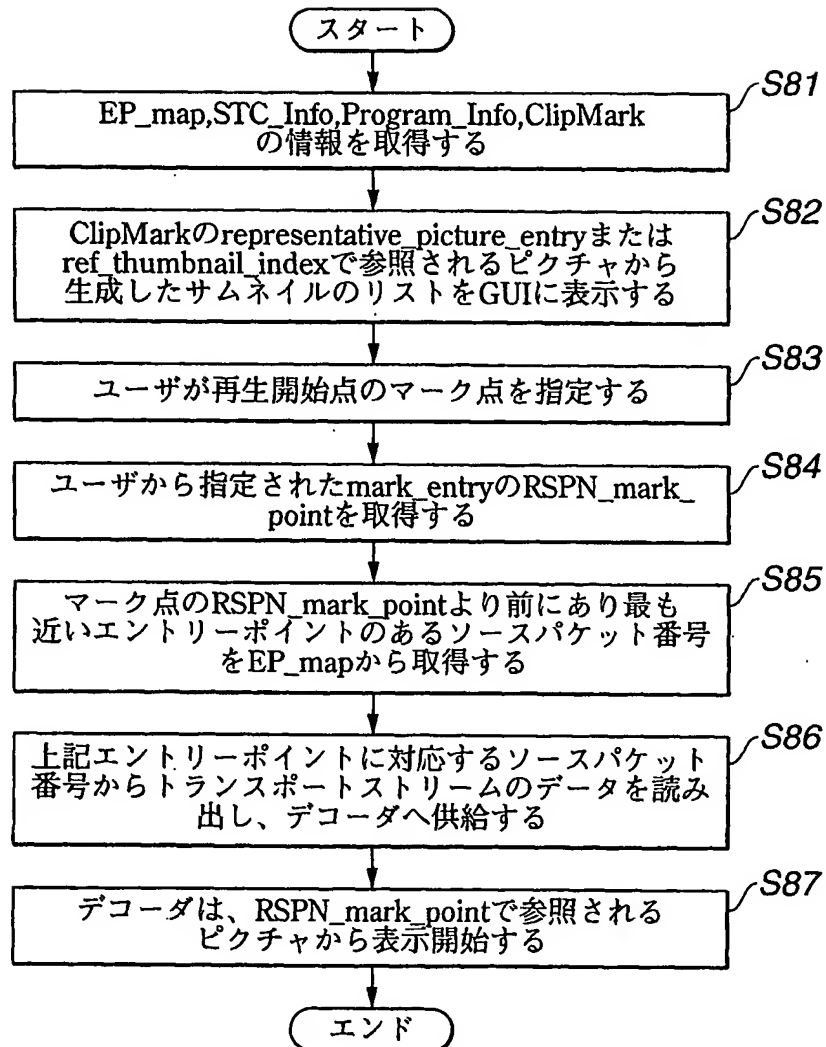 スタート
S81
EP_map,STC_Info,Program_Info,ClipMark
の情報を取得する
S82
ClipMarkのrepresentative_picture_entryまたは
ref_thumbnail_indexで参照されるピクチャから
生成したサムネイルのリストをGUIに表示する
S83
ユーザが再生開始点のマーク点を指定する
S84
ユーザから指定されたmark_entryのRSPN_mark_
pointを取得する
S85
マーク点のRSPN_mark_pointより前にあり最も
近いエントリーポイントのあるソースパケット番号
をEP_mapから取得する
S86
上記エントリーポイントに対応するソースパケット
番号からトランスポートストリームのデータを読み
出し、デコーダへ供給する
S87
デコーダは、RSPN_mark_pointで参照される
ピクチャから表示開始する
エンド